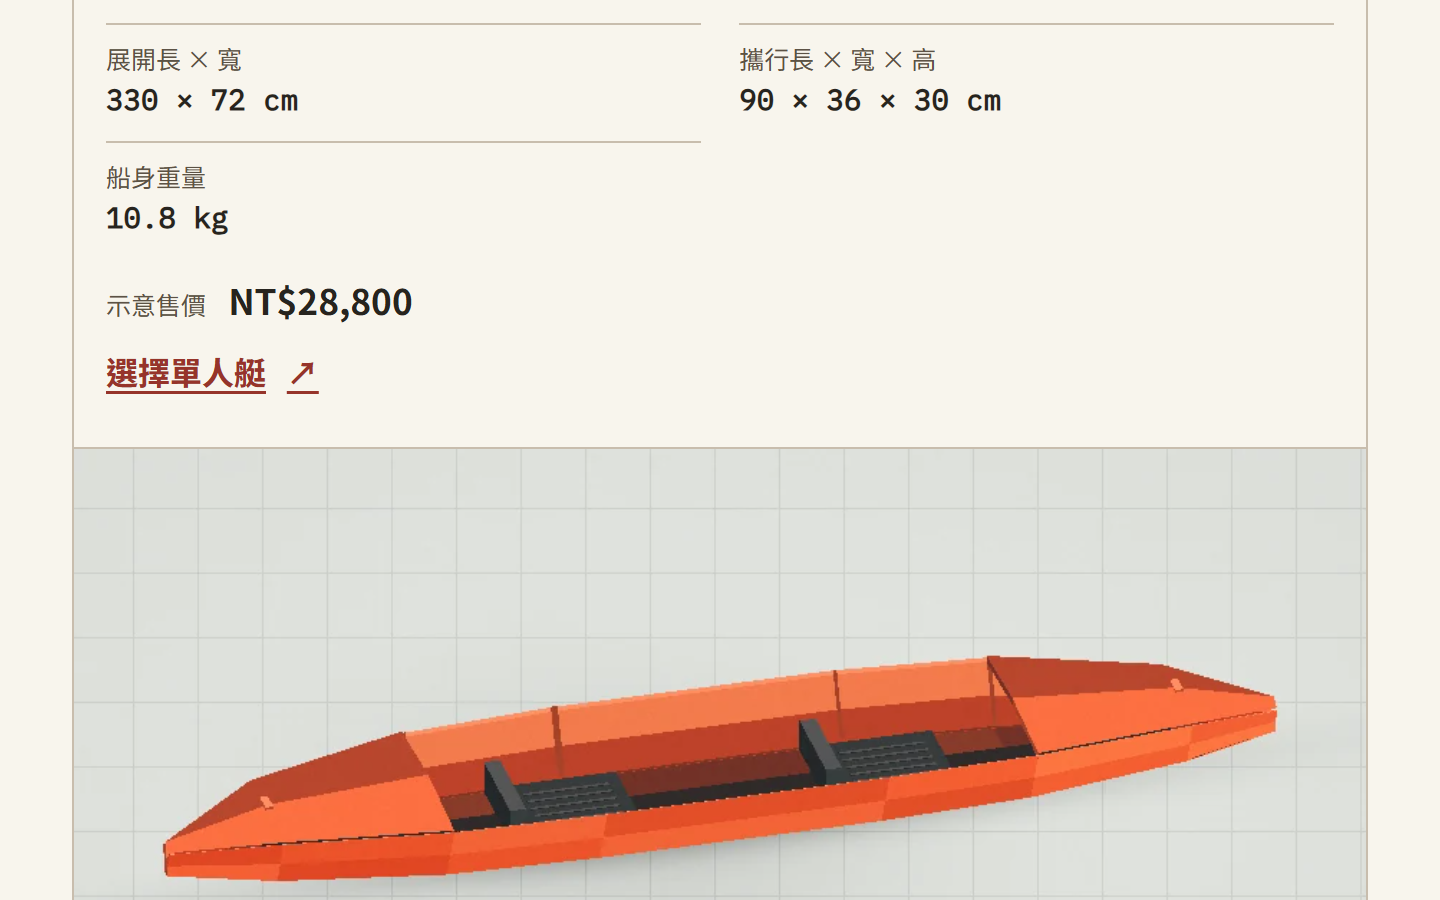 展開長 × 寬
330 × 72 cm
攜行長 × 寬 × 高
90 × 36 × 30 cm
船身重量
10.8 kg
示意售價 NT$28,800
選擇單人艇 ↗